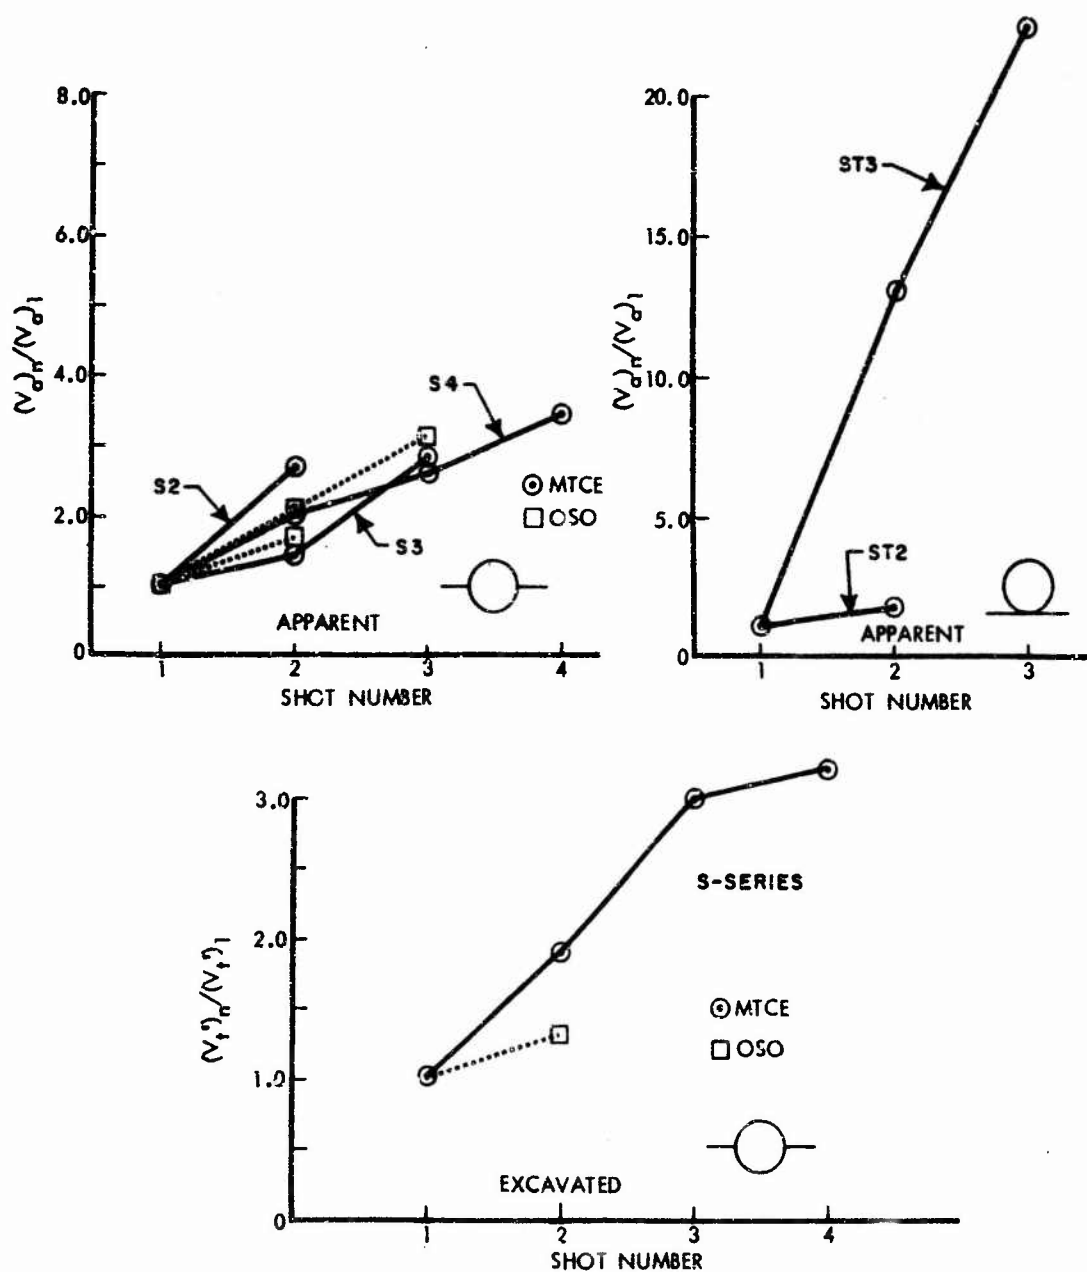 8.0
6.0
4.0
2.0
0
(Va)n/(Va)1
S4
S2
S3
MTCE
OSO
APPARENT
1 2 3 4
SHOT NUMBER
20.0
15.0
10.0
5.0
0
(Va)n/(Va)1
ST3
ST2
APPARENT
1 2 3
SHOT NUMBER
3.0
2.0
1.0
0
(Vt")n/(Vt")1
S-SERIES
MTCE
OSO
EXCAVATED
1 2 3 4
SHOT NUMBER